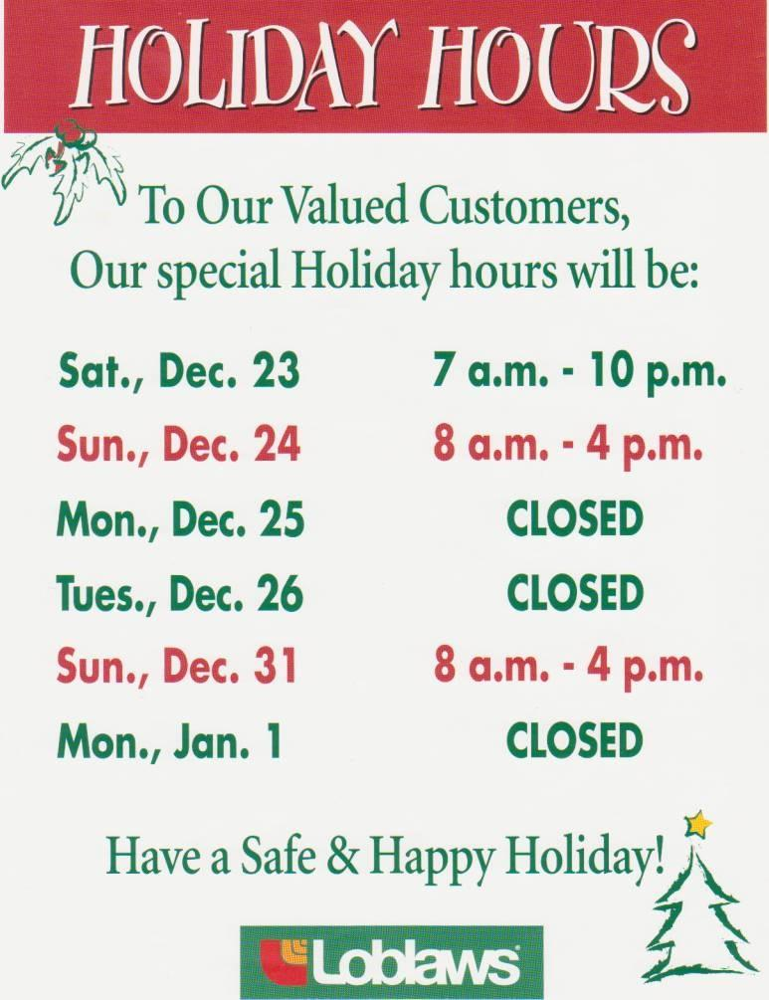 HOLIDAY HOURS
To Our Valued Customers,
Our special Holiday hours will be:
Sat., Dec. 23 7 a.m. - 10 p.m.
Sun., Dec. 24 8 a.m. - 4 p.m.
Mon., Dec. 25 CLOSED
Tues., Dec. 26 CLOSED
Sun., Dec. 31 8 a.m. - 4 p.m.
Mon., Jan. 1 CLOSED
Have a Safe & Happy Holiday!
Loblaws